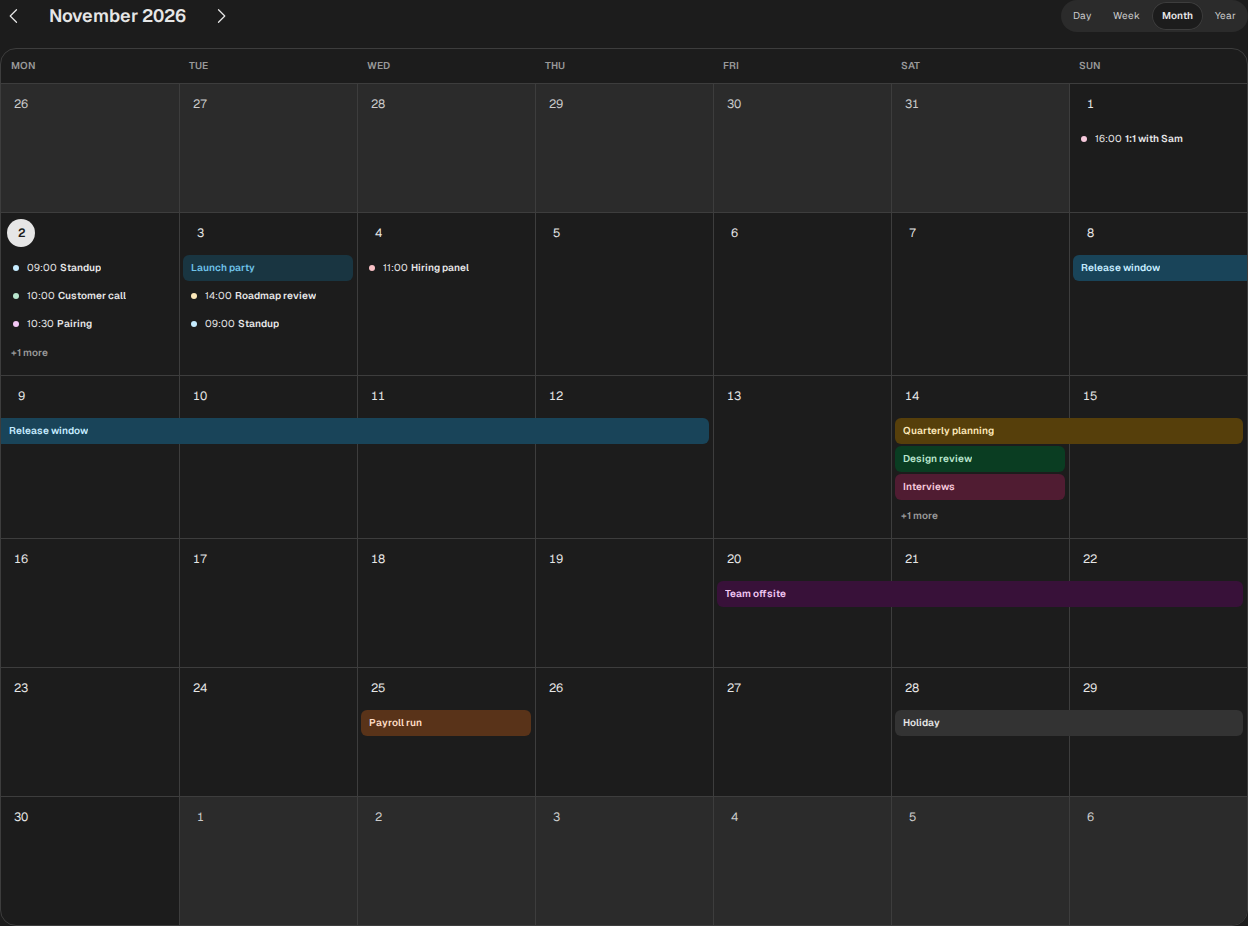 November 2026
Day Week Month Year
MON TUE WED THU FRI SAT SUN
26 27 28 29 30 31 1
16:00 1:1 with Sam
2 3 4 5 6 7 8
09:00 Standup Launch party 11:00 Hiring panel Release window
10:00 Customer call 14:00 Roadmap review
10:30 Pairing 09:00 Standup
+1 more
9 10 11 12 13 14 15
Release window Quarterly planning
Design review
Interviews
+1 more
16 17 18 19 20 21 22
Team offsite
23 24 25 26 27 28 29
Payroll run Holiday
30 1 2 3 4 5 6